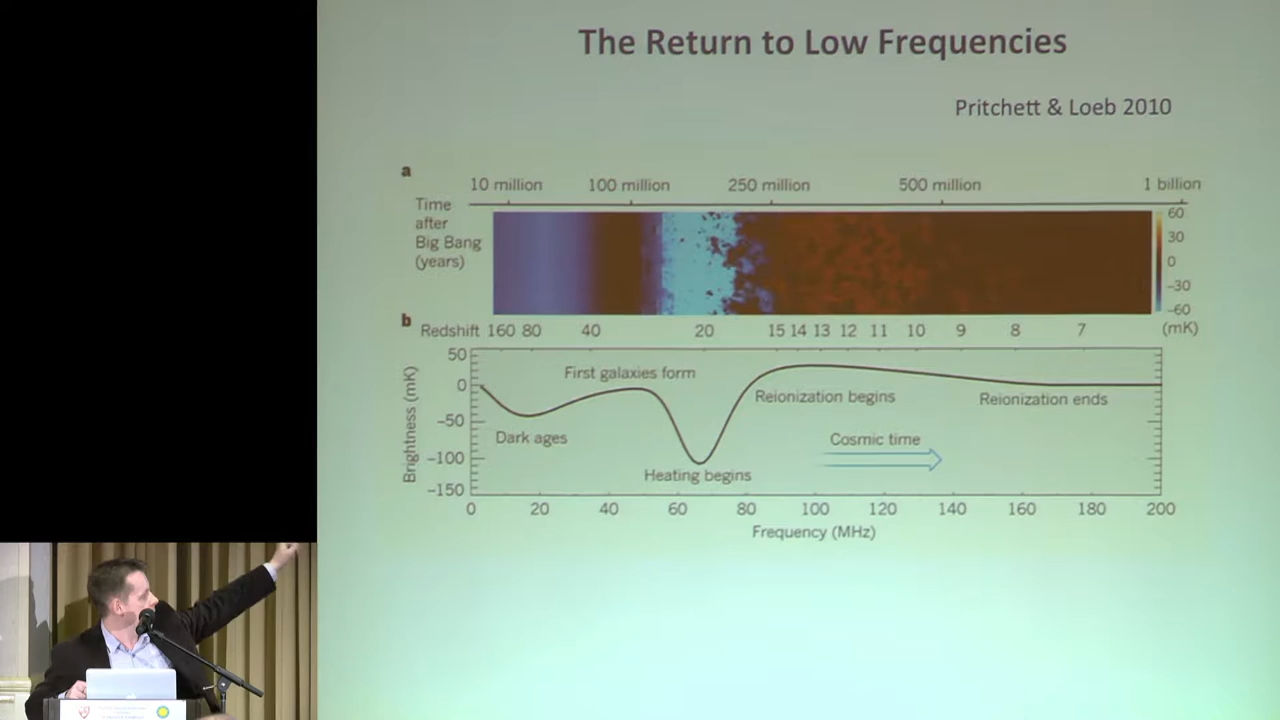 The Return to Low Frequencies
Pritchett & Loeb 2010
a
10 million 100 million 250 million 500 million 1 billion
Time
after
Big Bang
(years)
60
30
0
−30
−60
(mK)
b
Redshift 160 80 40 20 15 14 13 12 11 10 9 8 7
Brightness (mK)
50
0
−50
−100
−150
First galaxies form
Dark ages
Heating begins
Reionization begins
Reionization ends
Cosmic time
0 20 40 60 80 100 120 140 160 180 200
Frequency (MHz)